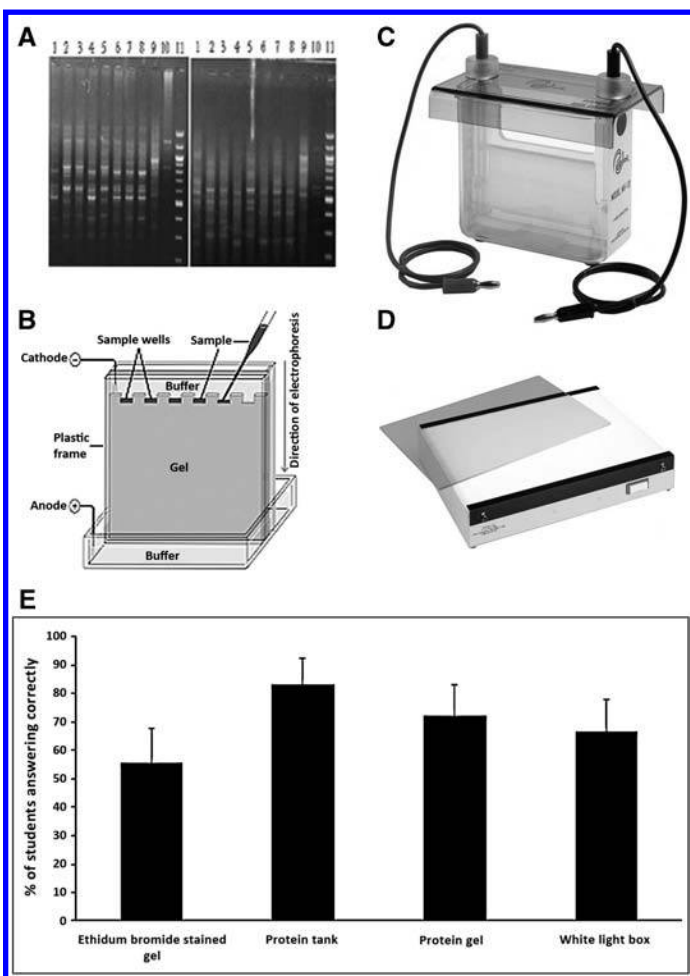 A
1 2 3 4 5 6 7 8 9 10 11
1 2 3 4 5 6 7 8 9 10 11
C
B
Sample wells
Sample
Cathode −
Buffer
Plastic
frame
Gel
Direction of electrophoresis
Anode +
Buffer
D
E
% of students answering correctly
100
90
80
70
60
50
40
30
20
10
0
Ethidum bromide stained
gel
Protein tank
Protein gel
White light box